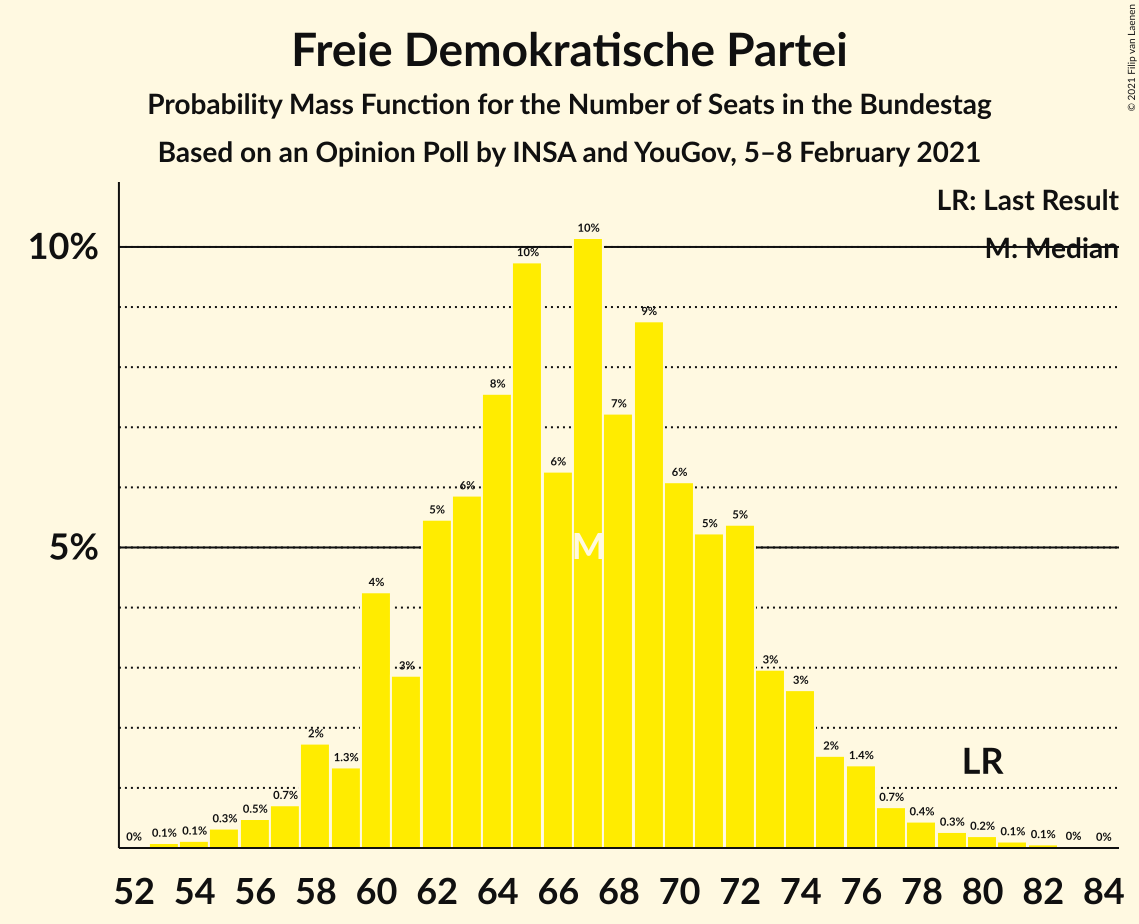 Freie Demokratische Partei
Probability Mass Function for the Number of Seats in the Bundestag
Based on an Opinion Poll by INSA and YouGov, 5–8 February 2021
© 2021 Filip van Laenen
LR: Last Result
M: Median
10%
5%
0% 0.1% 0.1% 0.3% 0.5% 0.7% 2% 1.3% 4% 3% 5% 6% 8% 10% 6% 10% 7% 9% 6% 5% 5% 3% 3% 2% 1.4% 0.7% 0.4% 0.3% 0.2% 0.1% 0.1% 0% 0%
M
LR
52 54 56 58 60 62 64 66 68 70 72 74 76 78 80 82 84